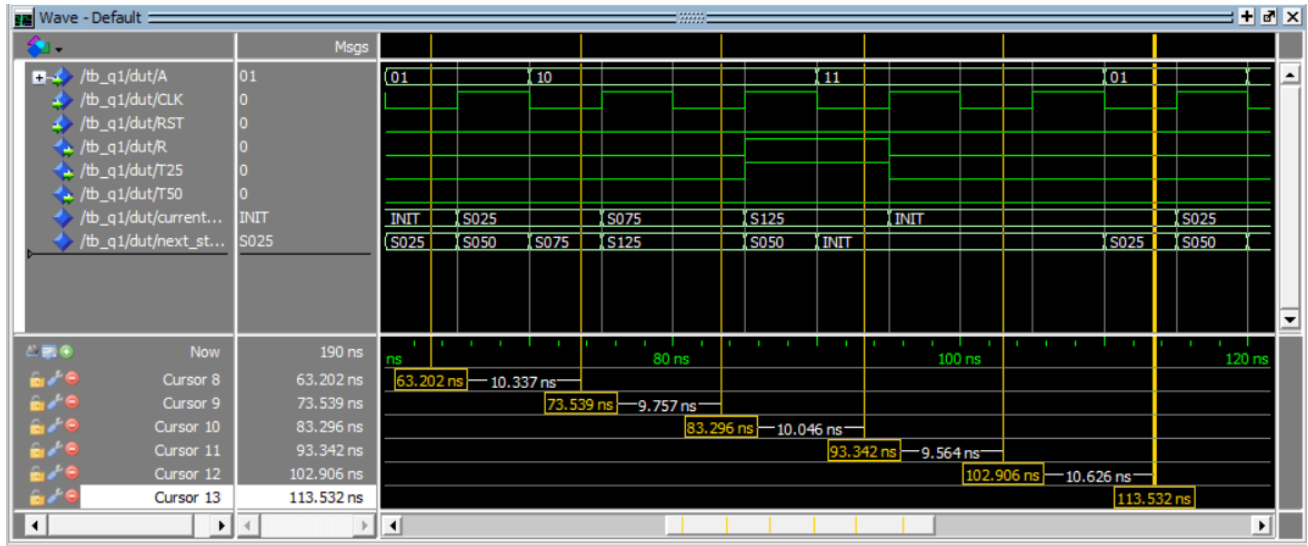 Wave - Default
Msgs
/tb_q1/dut/A 01 01 10 11 01
/tb_q1/dut/CLK 0
/tb_q1/dut/RST 0
/tb_q1/dut/R 0
/tb_q1/dut/T25 0
/tb_q1/dut/T50 0
/tb_q1/dut/current... INIT INIT S025 S075 S125 INIT S025
/tb_q1/dut/next_st... S025 S025 S050 S075 S125 S050 INIT S025 S050
Now 190 ns ns 80 ns 100 ns 120 ns
Cursor 8 63.202 ns 63.202 ns 10.337 ns
Cursor 9 73.539 ns 73.539 ns 9.757 ns
Cursor 10 83.296 ns 83.296 ns 10.046 ns
Cursor 11 93.342 ns 93.342 ns 9.564 ns
Cursor 12 102.906 ns 102.906 ns 10.626 ns
Cursor 13 113.532 ns 113.532 ns